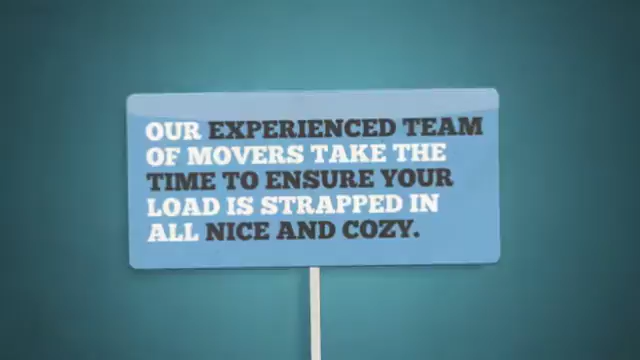 OUR EXPERIENCED TEAM
OF MOVERS TAKE THE
TIME TO ENSURE YOUR
LOAD IS STRAPPED IN
ALL NICE AND COZY.